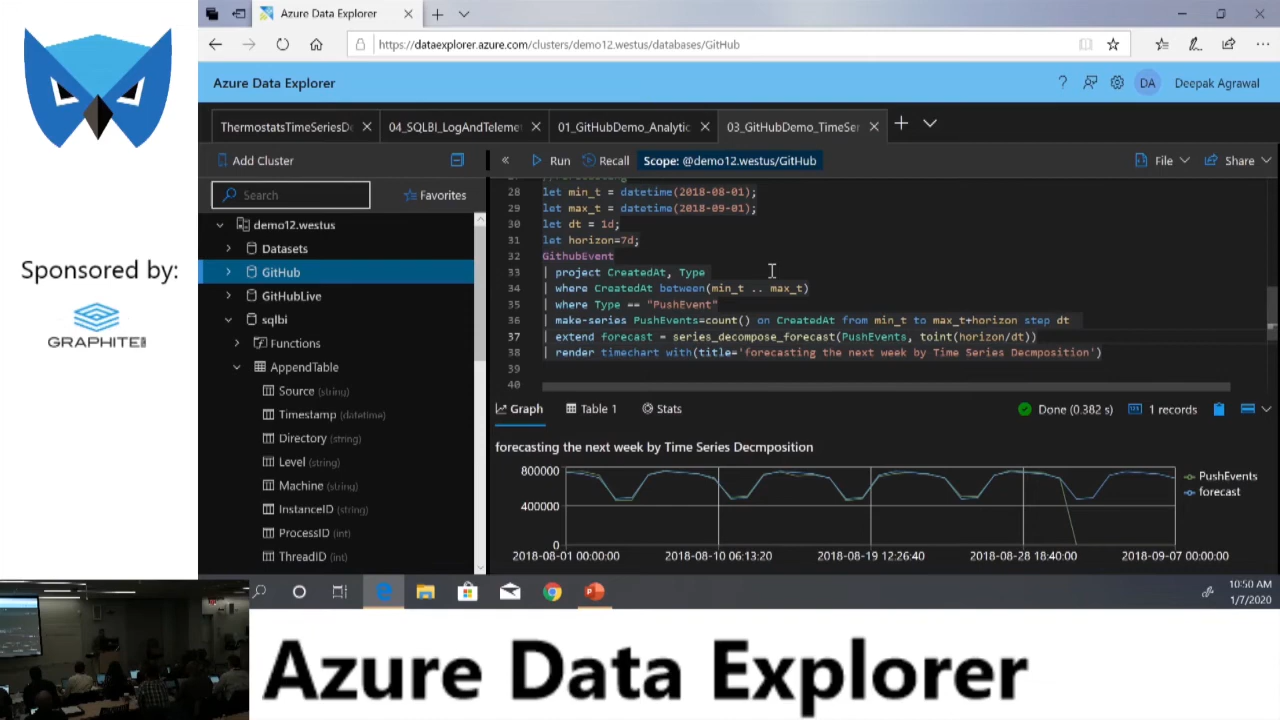 Azure Data Explorer
https://dataexplorer.azure.com/clusters/demo12.westus/databases/GitHub
Azure Data Explorer
? DA Deepak Agrawal
ThermostatsTimeSeriesD 04_SQLBI_LogAndTeleme 01_GitHubDemo_Analytic 03_GitHubDemo_TimeSer
Add Cluster
Search
Favorites
demo12.westus
Datasets
GitHub
GitHubLive
sqlbi
Functions
AppendTable
Source (string)
Timestamp (datetime)
Directory (string)
Level (string)
Machine (string)
InstanceID (string)
ProcessID (int)
ThreadID (int)
Run Recall Scope: @demo12.westus/GitHub File Share
28 let min_t = datetime(2018-08-01);
29 let max_t = datetime(2018-09-01);
30 let dt = 1d;
31 let horizon=7d;
32 GithubEvent
33 | project CreatedAt, Type
34 | where CreatedAt between(min_t .. max_t)
35 | where Type == "PushEvent"
36 | make-series PushEvents=count() on CreatedAt from min_t to max_t+horizon step dt
37 | extend forecast = series_decompose_forecast(PushEvents, toint(horizon/dt))
38 | render timechart with(title='forecasting the next week by Time Series Decmposition')
39
40
Graph Table 1 Stats Done (0.382 s) 1 records
forecasting the next week by Time Series Decmposition
800000
400000
0
2018-08-01 00:00:00 2018-08-10 06:13:20 2018-08-19 12:26:40 2018-08-28 18:40:00 2018-09-07 00:00:00
PushEvents
forecast
10:50 AM
1/7/2020
Sponsored by:
GRAPHITE
Azure Data Explorer